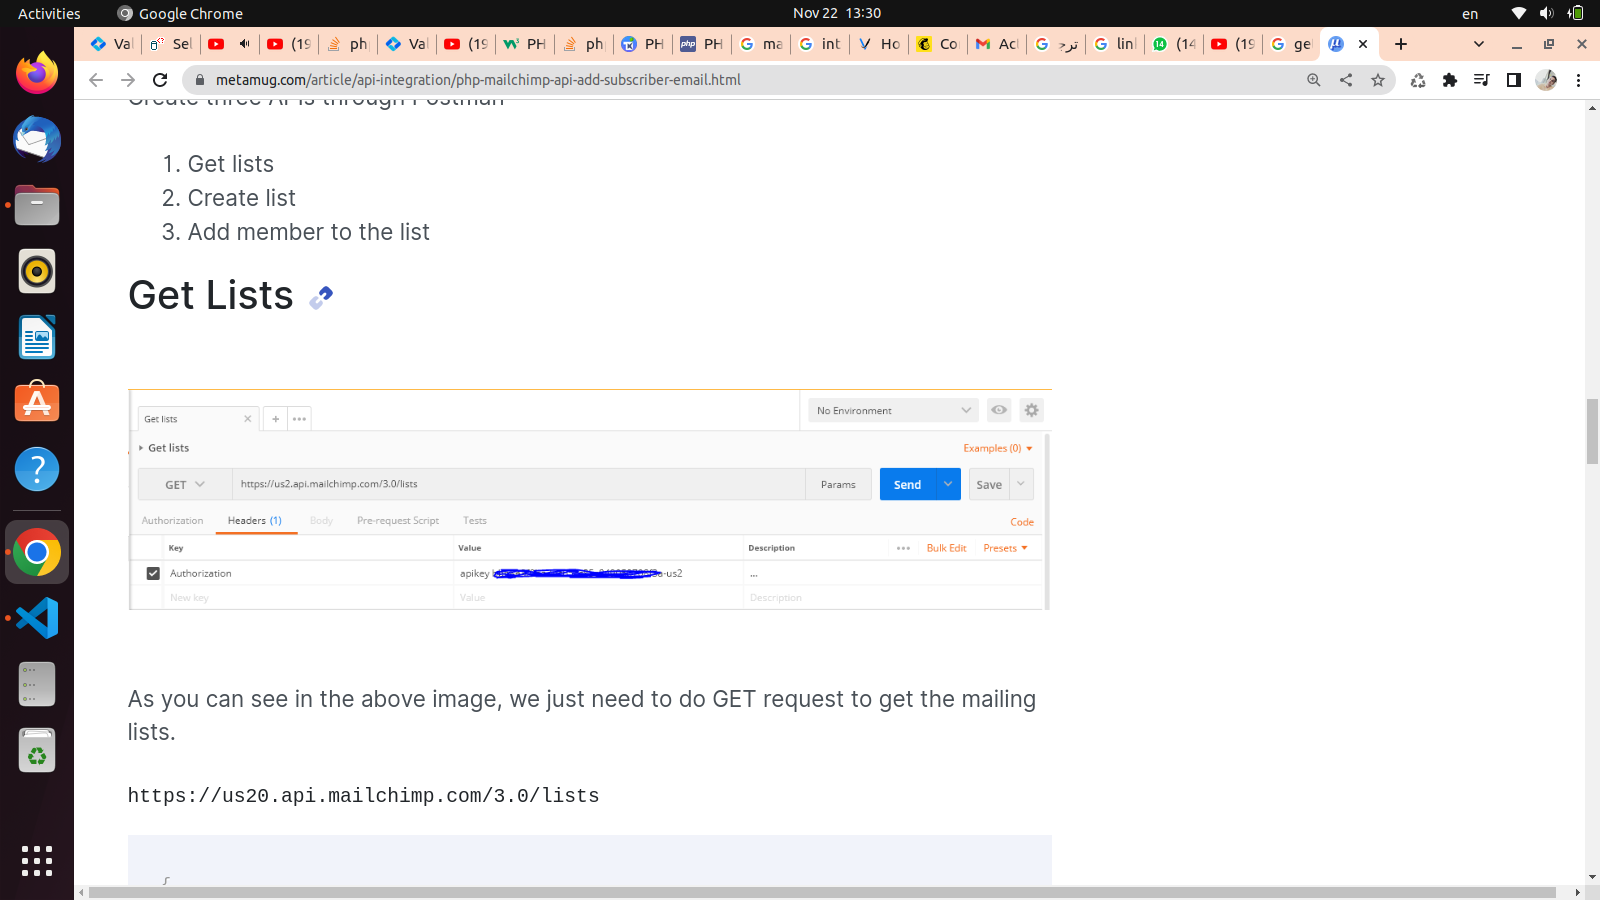 Activities
Google Chrome
Nov 22 13:30
en
Val
Sel
(19
ph
Val
(19
PH
ph
PH
PH
ma
int
Ho
Co
Ac
ترج
lin
(14
(19
ge
metamug.com/article/api-integration/php-mailchimp-api-add-subscriber-email.html
Create three APIs through Postman
1. Get lists
2. Create list
3. Add member to the list
Get Lists
Get lists
No Environment
Get lists
Examples (0)
GET
https://us2.api.mailchimp.com/3.0/lists
Params
Send
Save
Authorization
Headers (1)
Body
Pre-request Script
Tests
Code
Key
Value
Description
Bulk Edit
Presets
Authorization
apikey
-us2
...
New key
Value
Description
As you can see in the above image, we just need to do GET request to get the mailing
lists.
https://us20.api.mailchimp.com/3.0/lists
{